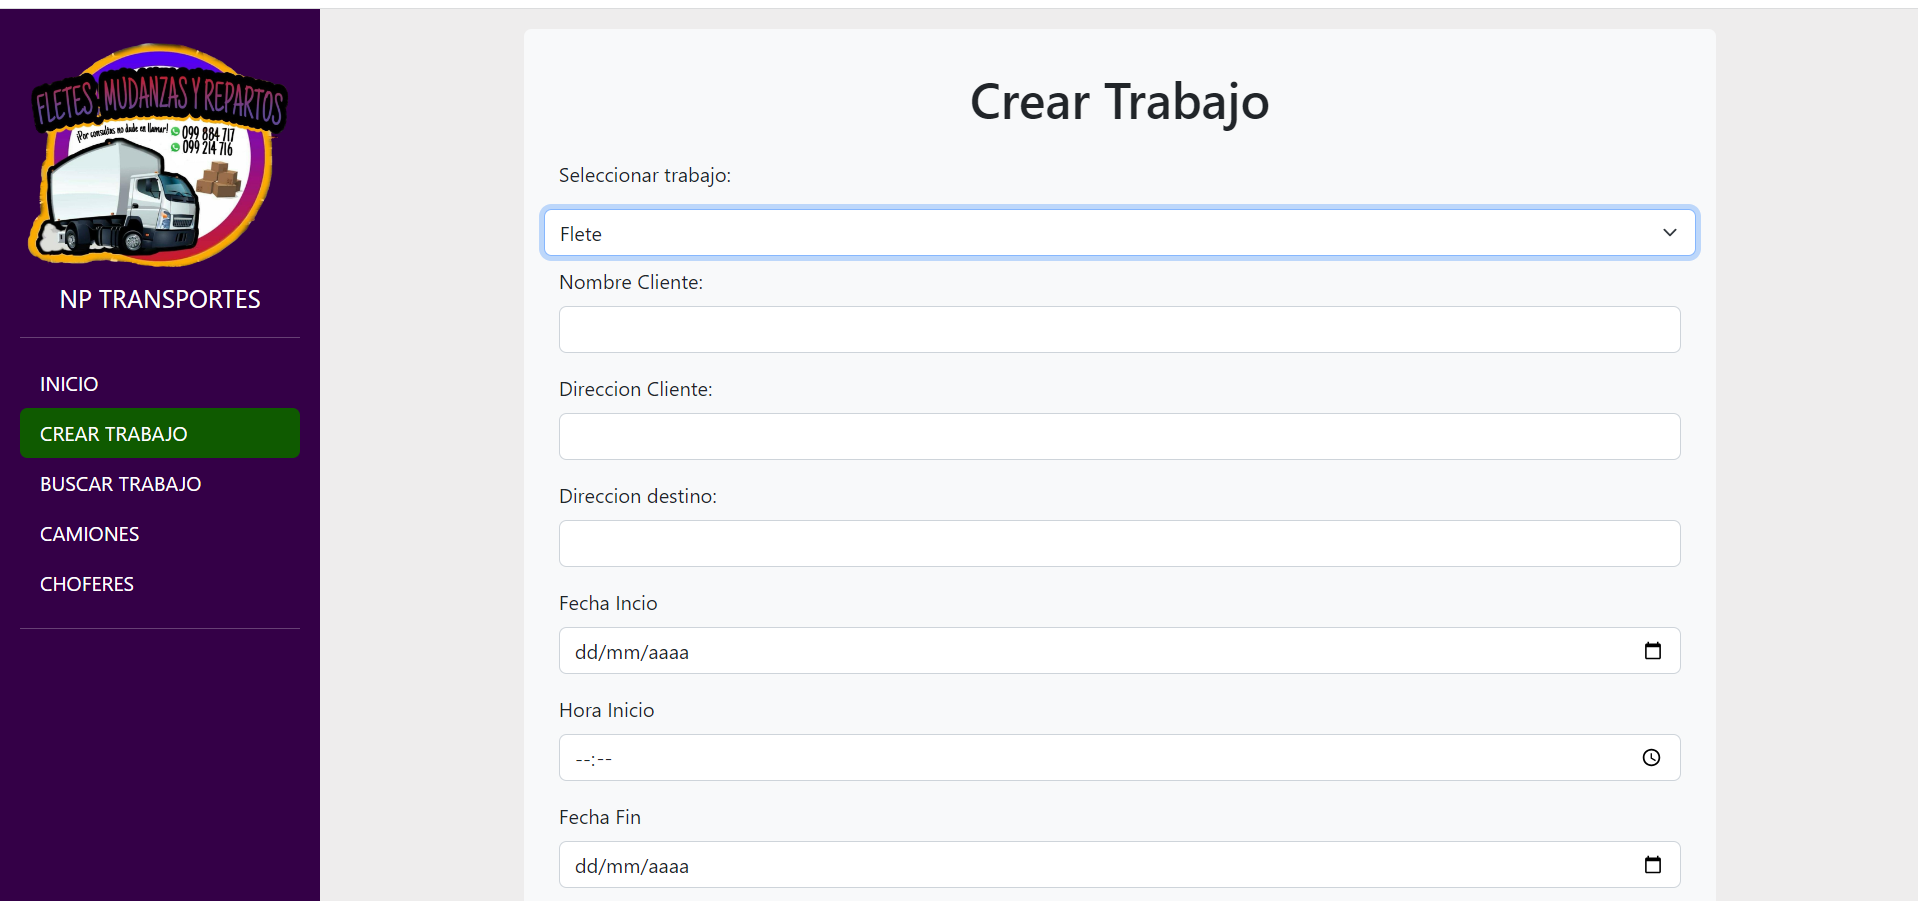 FLETES, MUDANZAS Y REPARTOS
¡Por consultas no dude en llamar!
099 884 717
099 214 716
NP TRANSPORTES
INICIO
CREAR TRABAJO
BUSCAR TRABAJO
CAMIONES
CHOFERES
Crear Trabajo
Seleccionar trabajo:
Flete
Nombre Cliente:
Direccion Cliente:
Direccion destino:
Fecha Incio
dd/mm/aaaa
Hora Inicio
--:--
Fecha Fin
dd/mm/aaaa